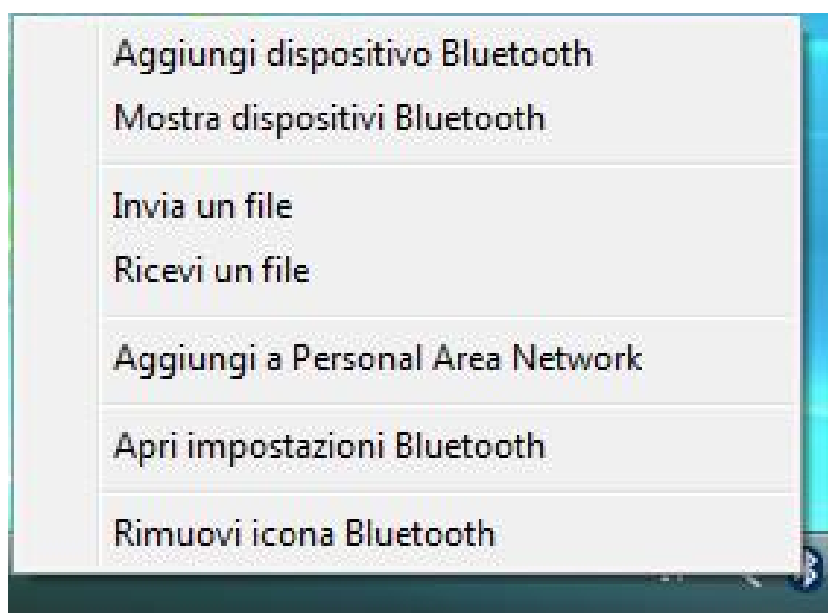 Aggiungi dispositivo Bluetooth
Mostra dispositivi Bluetooth
Invia un file
Ricevi un file
Aggiungi a Personal Area Network
Apri impostazioni Bluetooth
Rimuovi icona Bluetooth